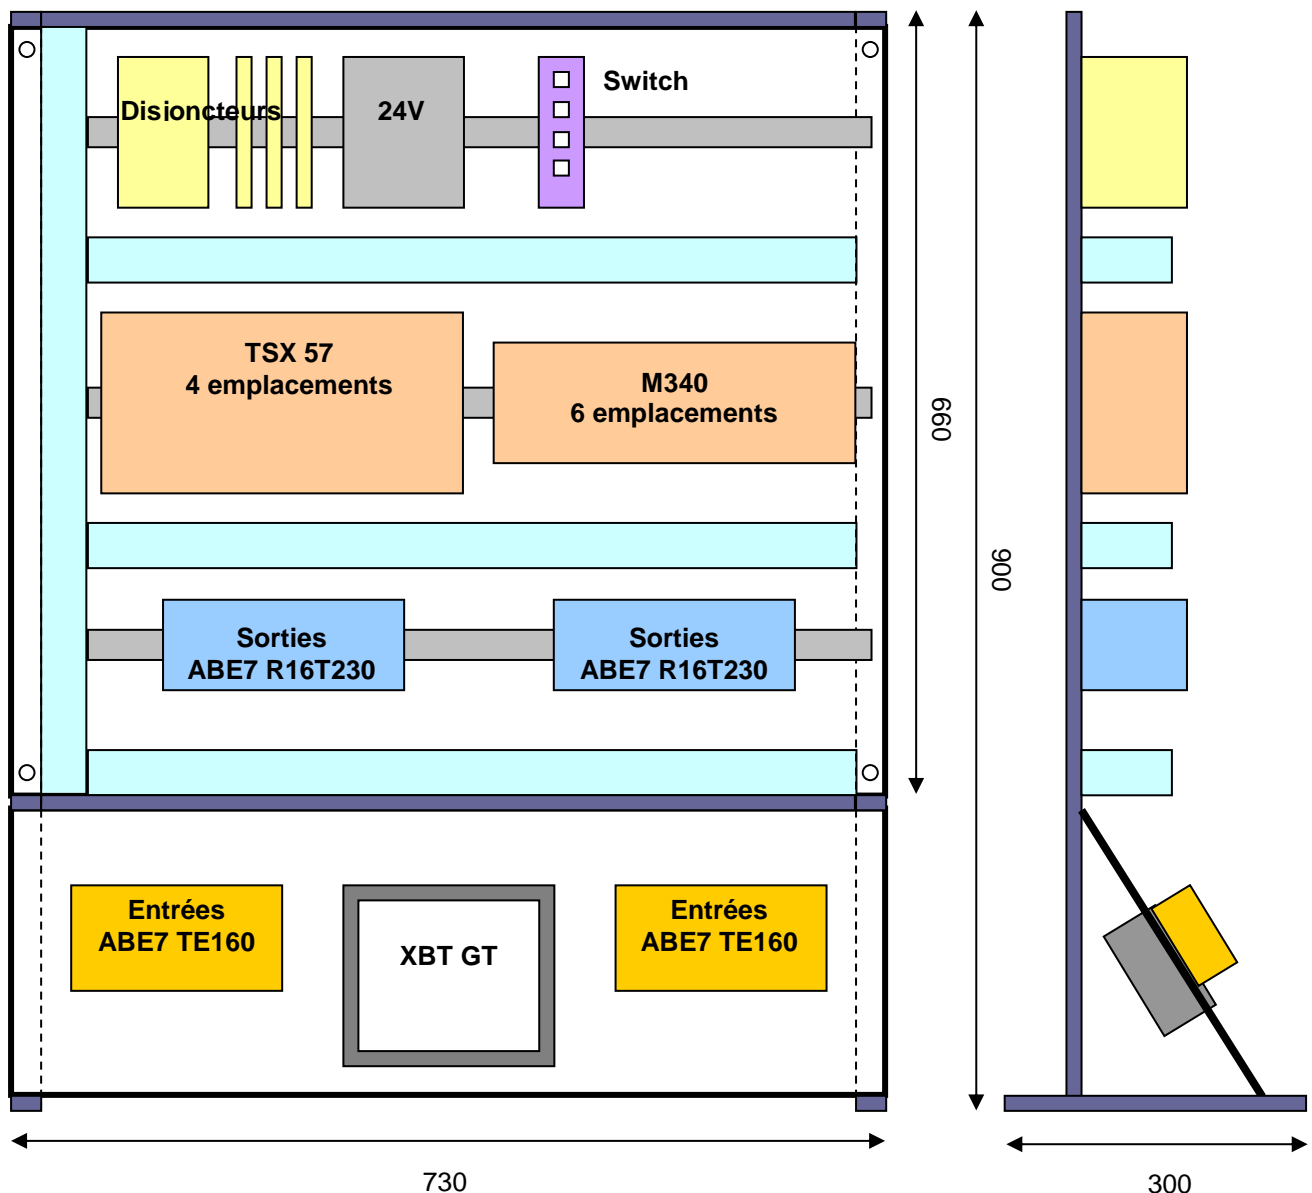 Disjoncteurs
24V
Switch
TSX 57
4 emplacements
M340
6 emplacements
660
900
Sorties
ABE7 R16T230
Sorties
ABE7 R16T230
Entrées
ABE7 TE160
XBT GT
Entrées
ABE7 TE160
730
300